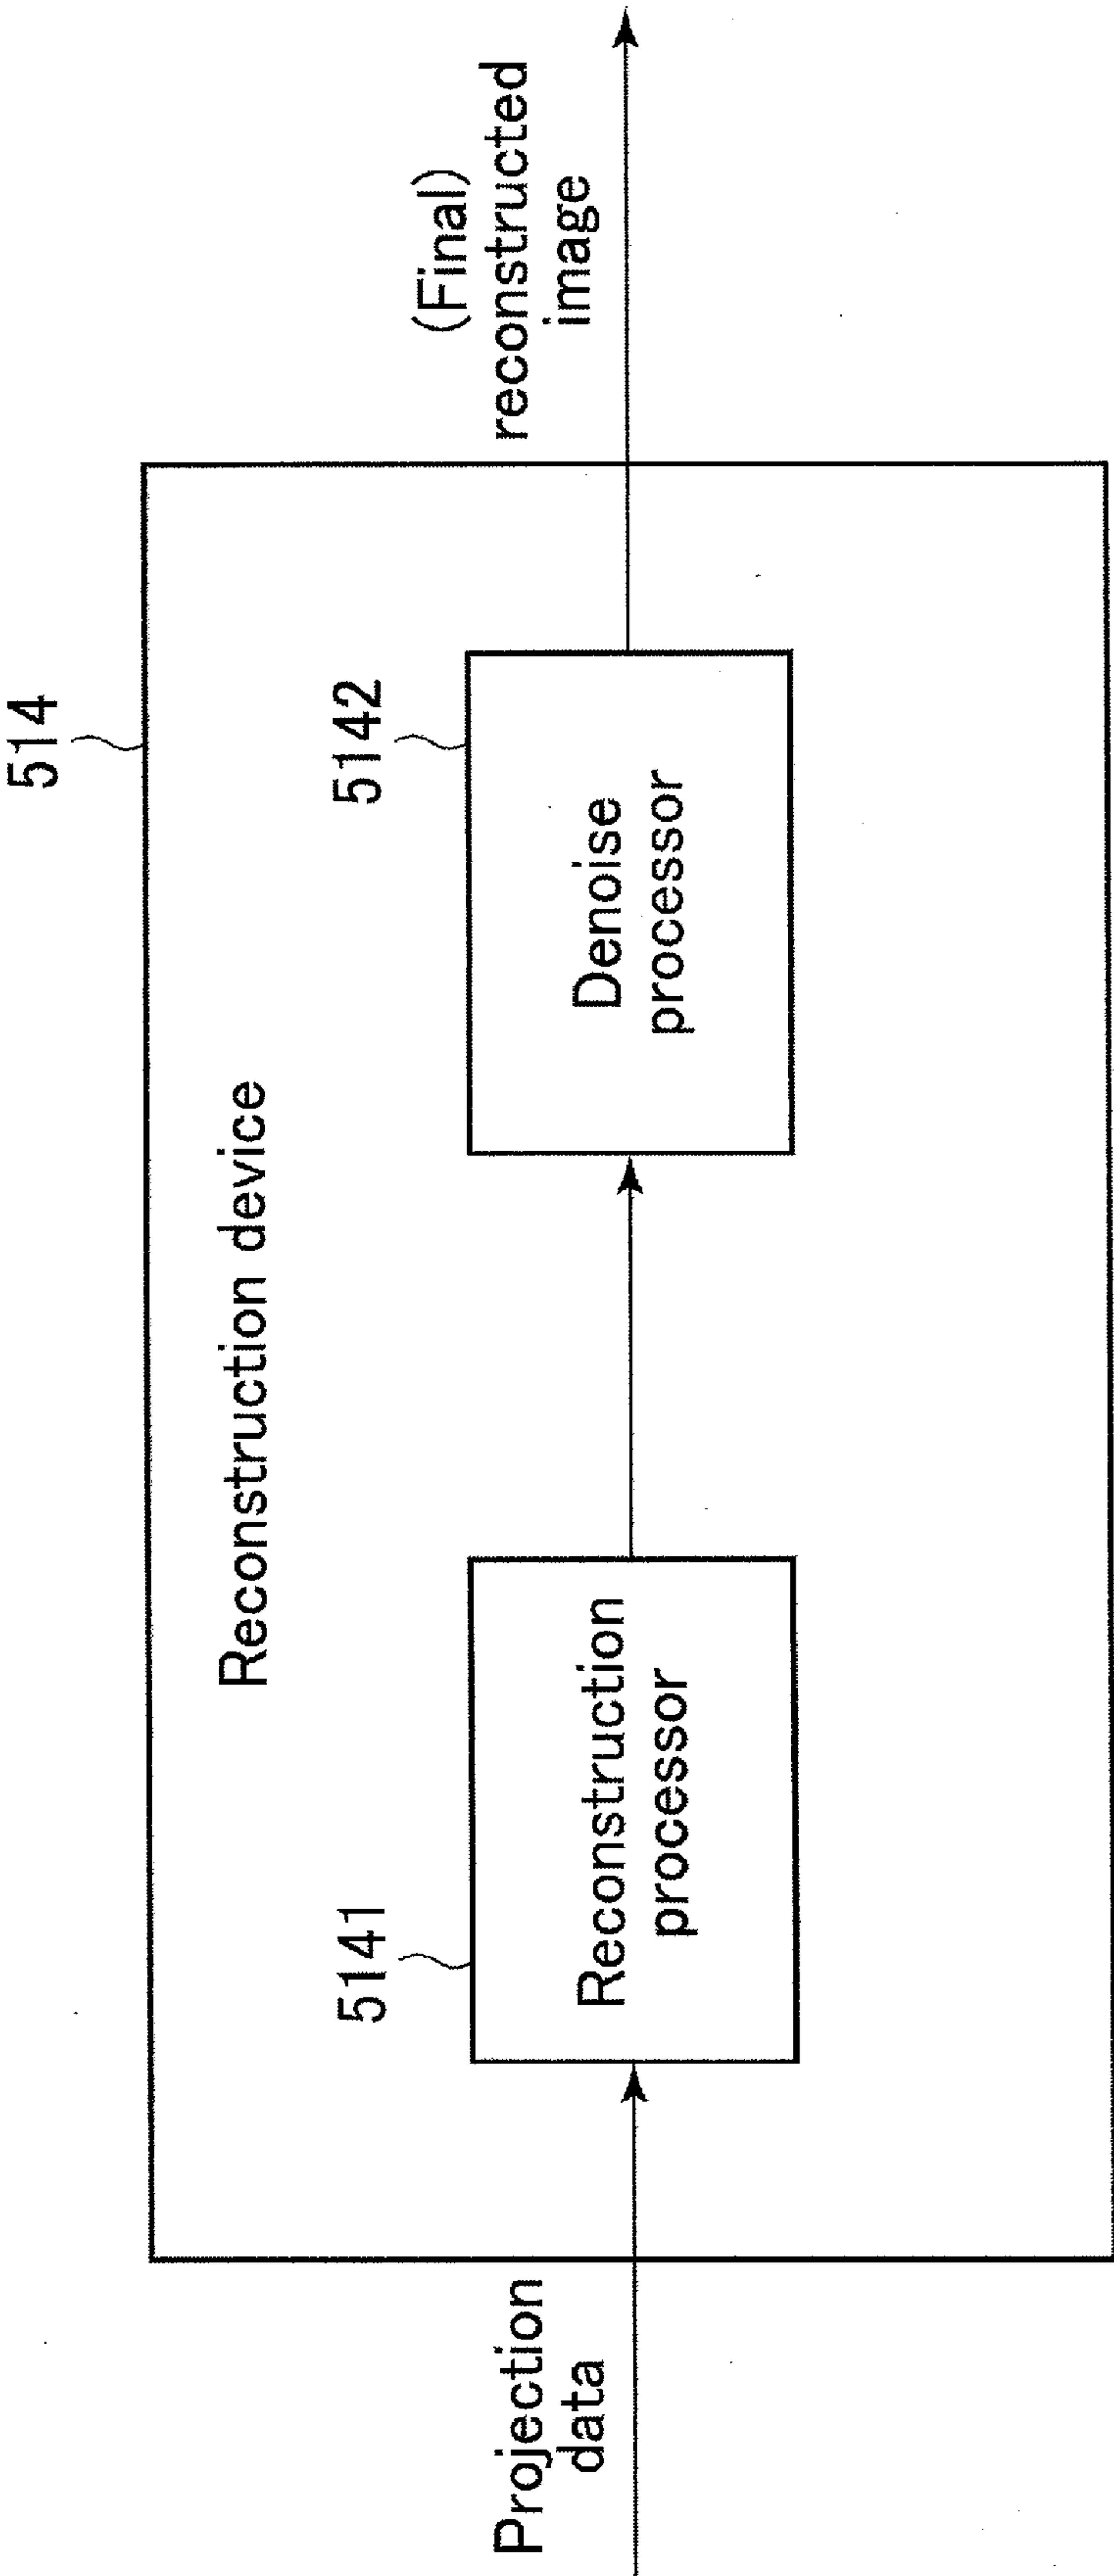 514
Reconstruction device
5141
5142
Projection
data
Reconstruction
processor
Denoise
processor
(Final)
reconstructed
image